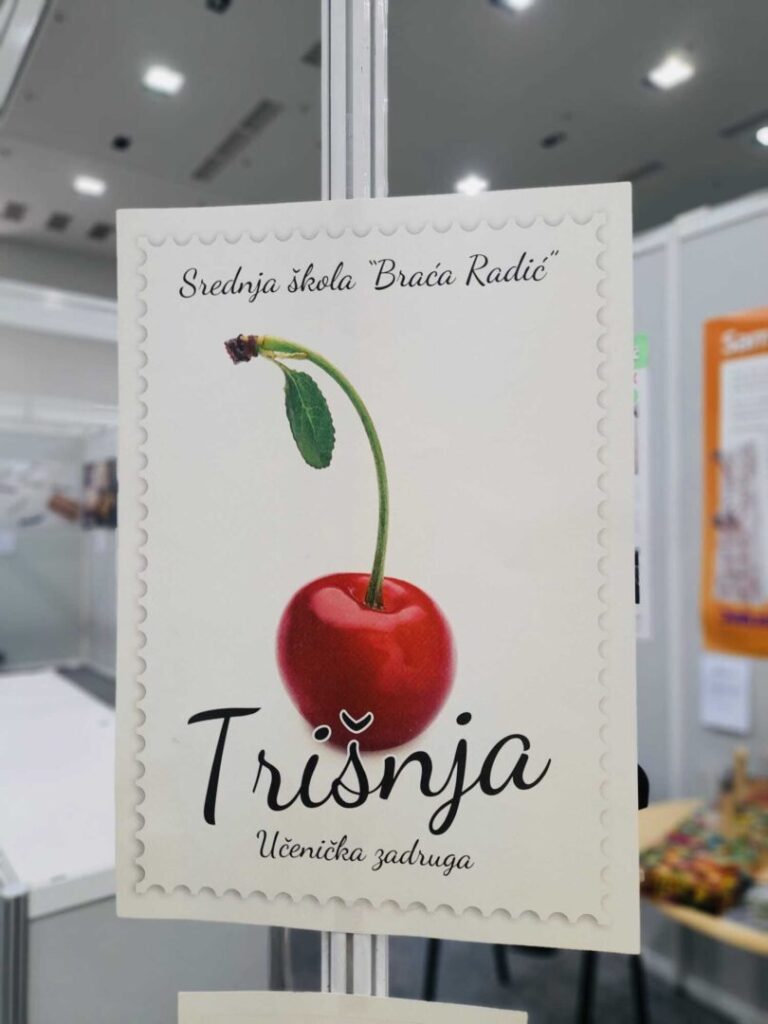 Srednja škola "Braća Radić"
Trišnja
Učenička zadruga